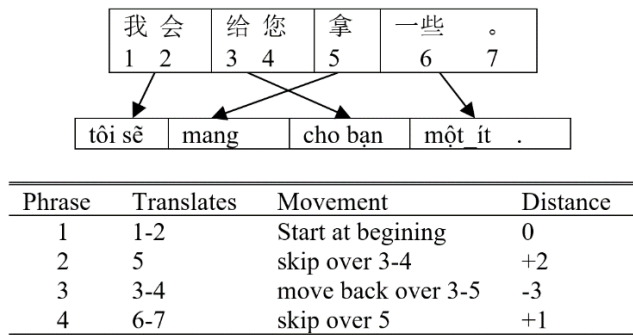 我 会 给 您 拿 一些 。
1 2 3 4 5 6 7
tôi sẽ mang cho bạn một_ít .
Phrase Translates Movement Distance
1 1-2 Start at begining 0
2 5 skip over 3-4 +2
3 3-4 move back over 3-5 -3
4 6-7 skip over 5 +1